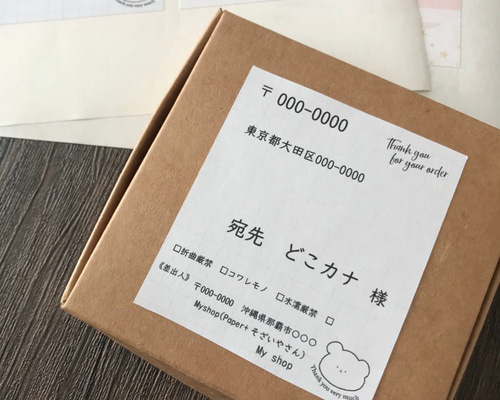 〒 000-0000
Thank you
for your order
東京都大田区000-0000
宛先 どこカナ 様
☐折曲厳禁 ☐コワレモノ ☐水濡厳禁 ☐
《差出人》
〒000-0000 沖縄県那覇市〇〇〇
Myshop(Paper+そざいやさん)
My shop
Thank you very much